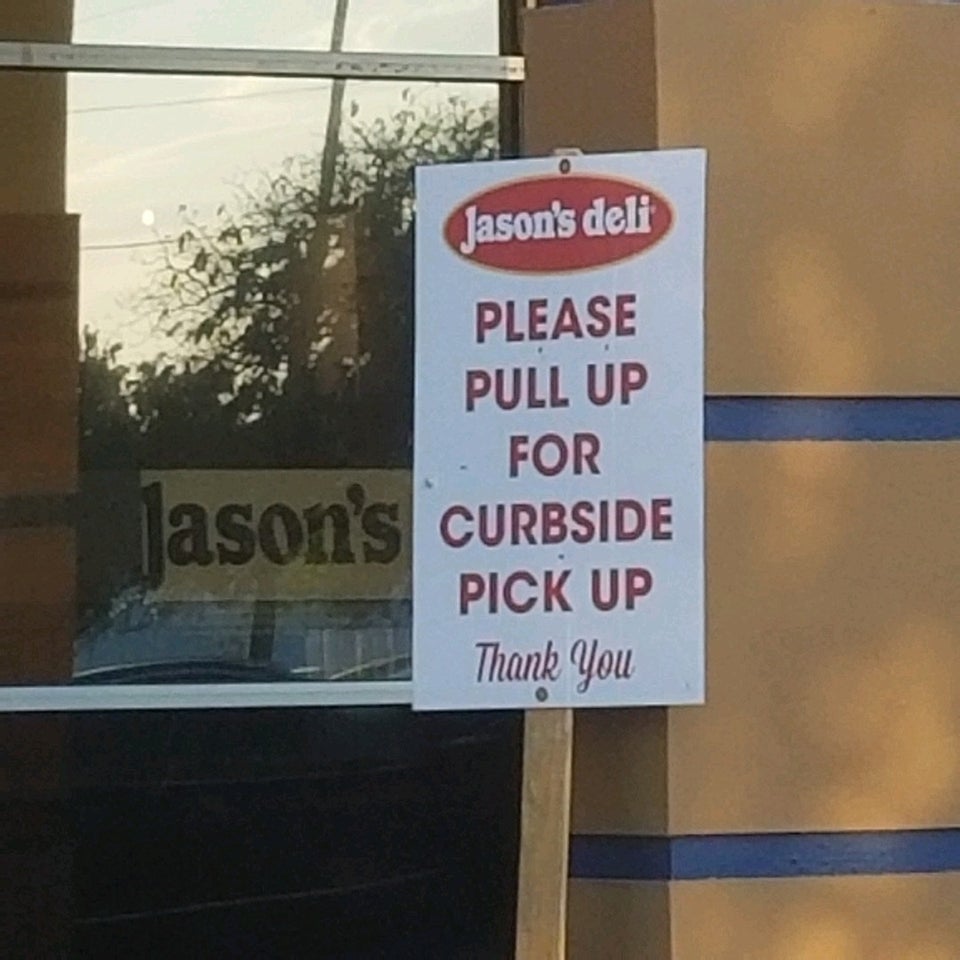 Jason's deli
PLEASE
PULL UP
FOR
CURBSIDE
PICK UP
Thank You
Jason's